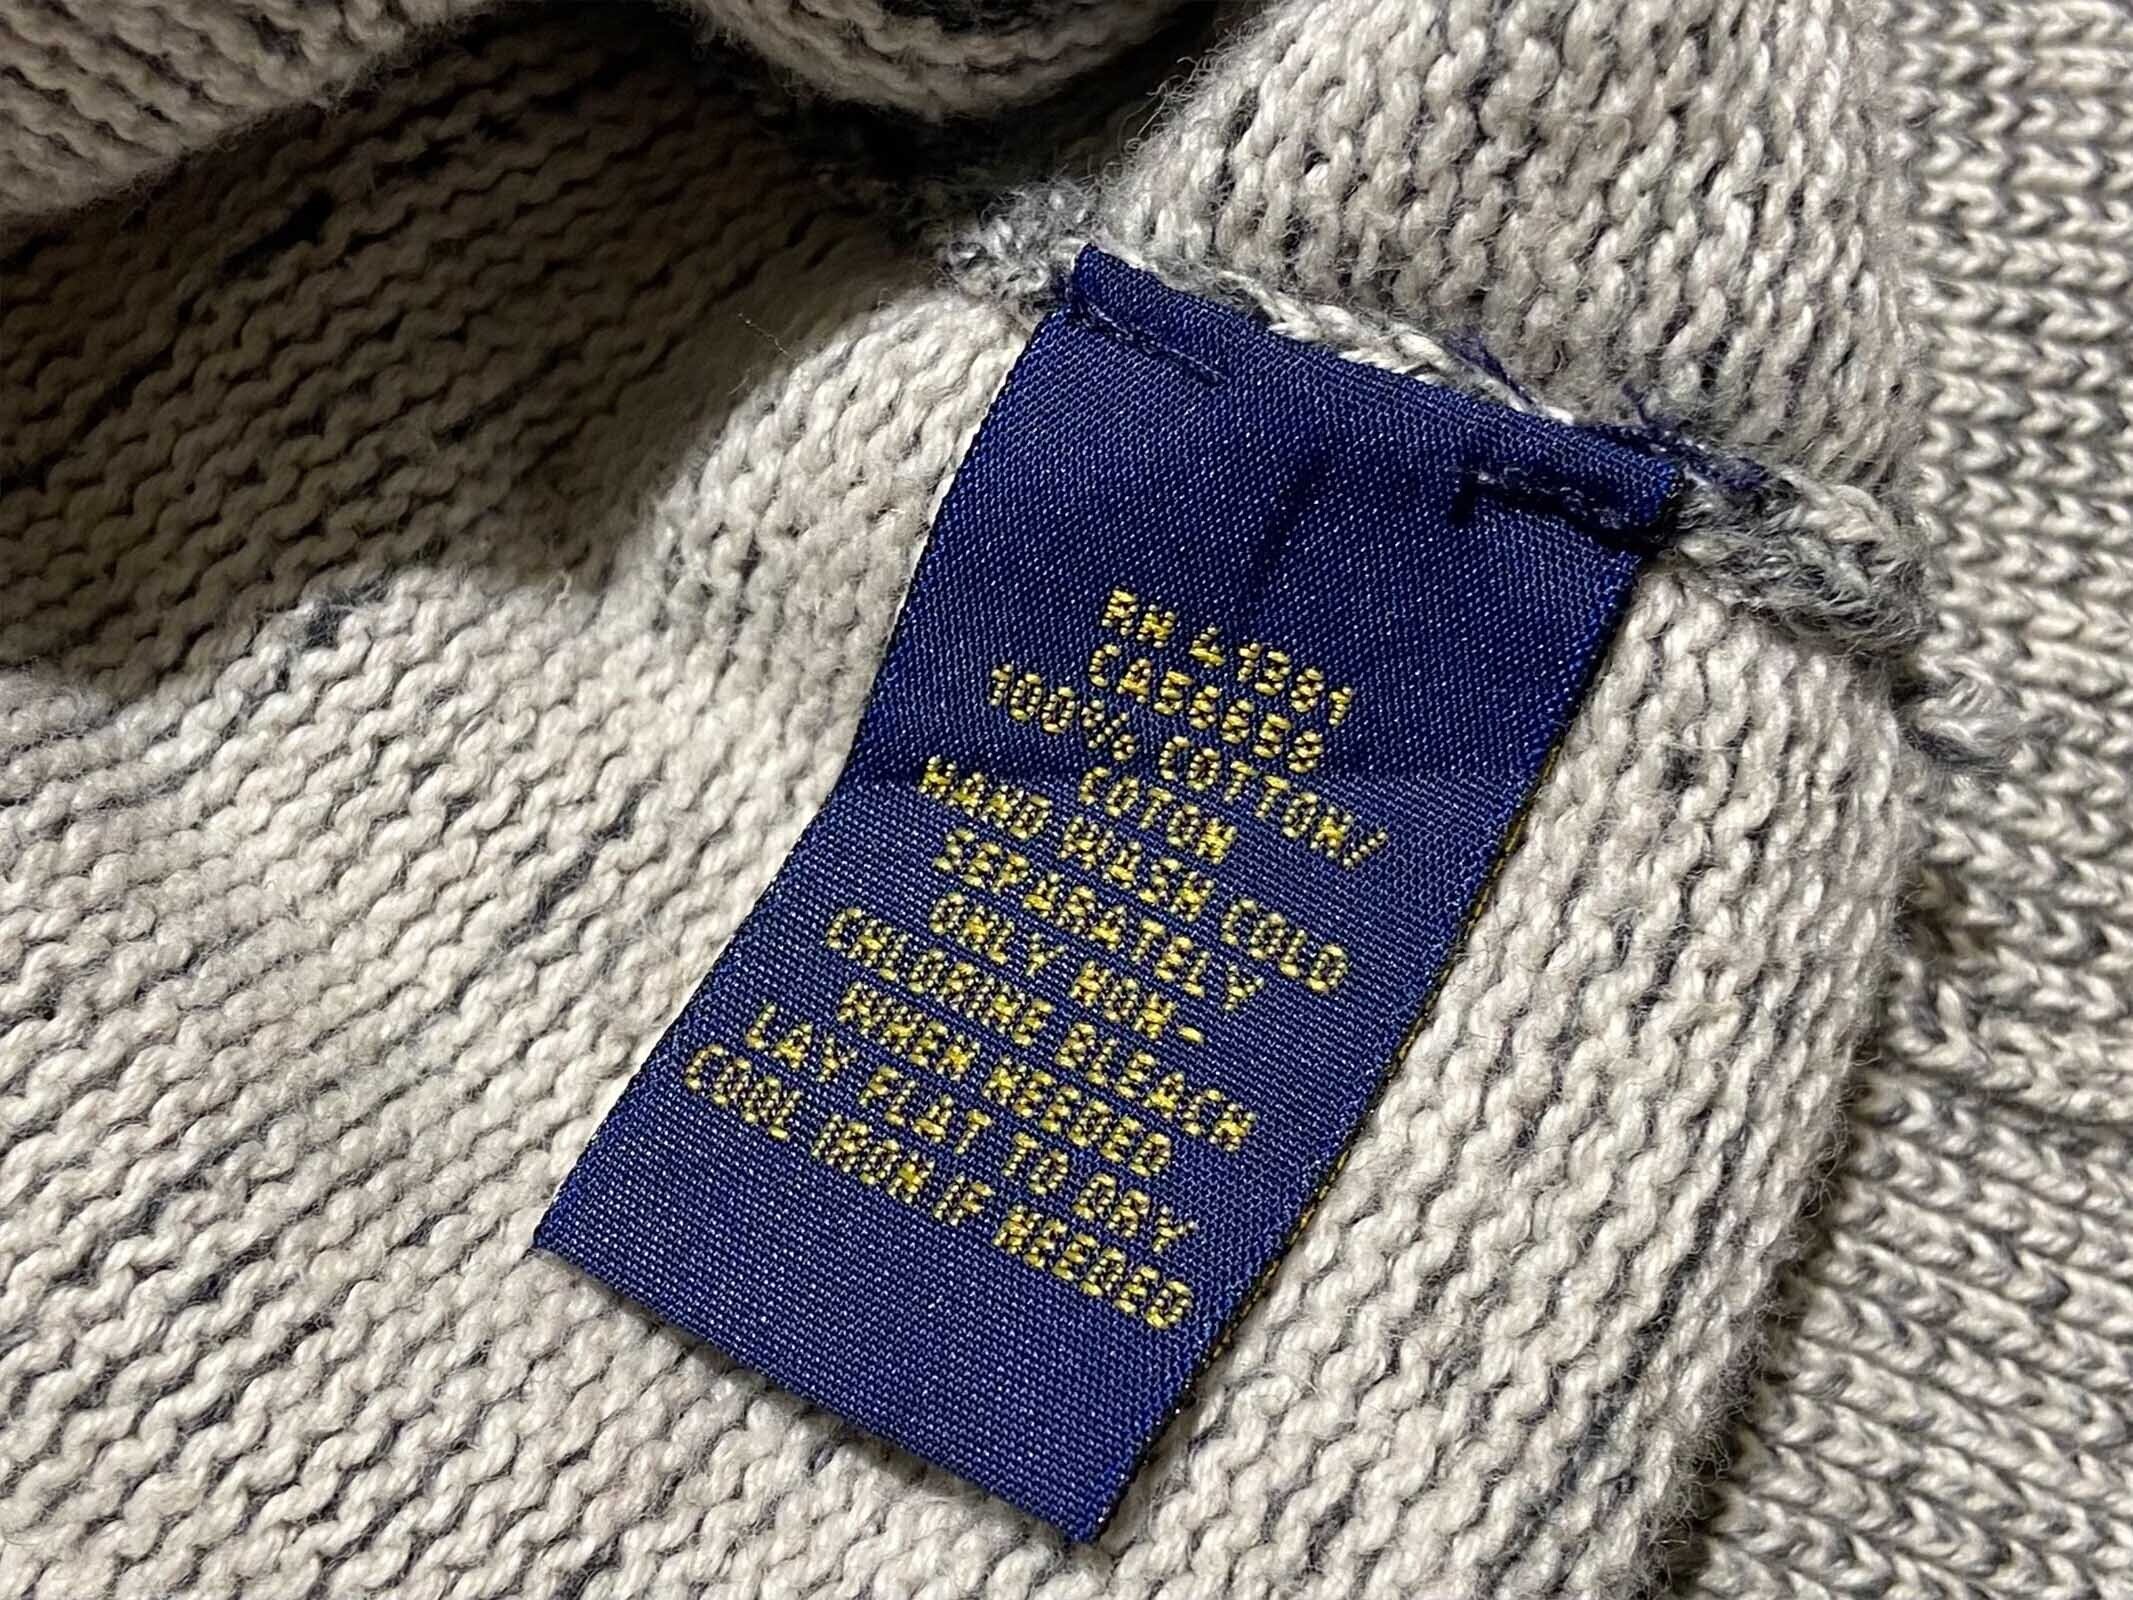 RN 41381
CA56858
100% COTTON/
COTON
HAND WASH COLD
SEPARATELY
ONLY NON-
CHLORINE BLEACH
WHEN NEEDED
LAY FLAT TO DRY
COOL IRON IF NEEDED